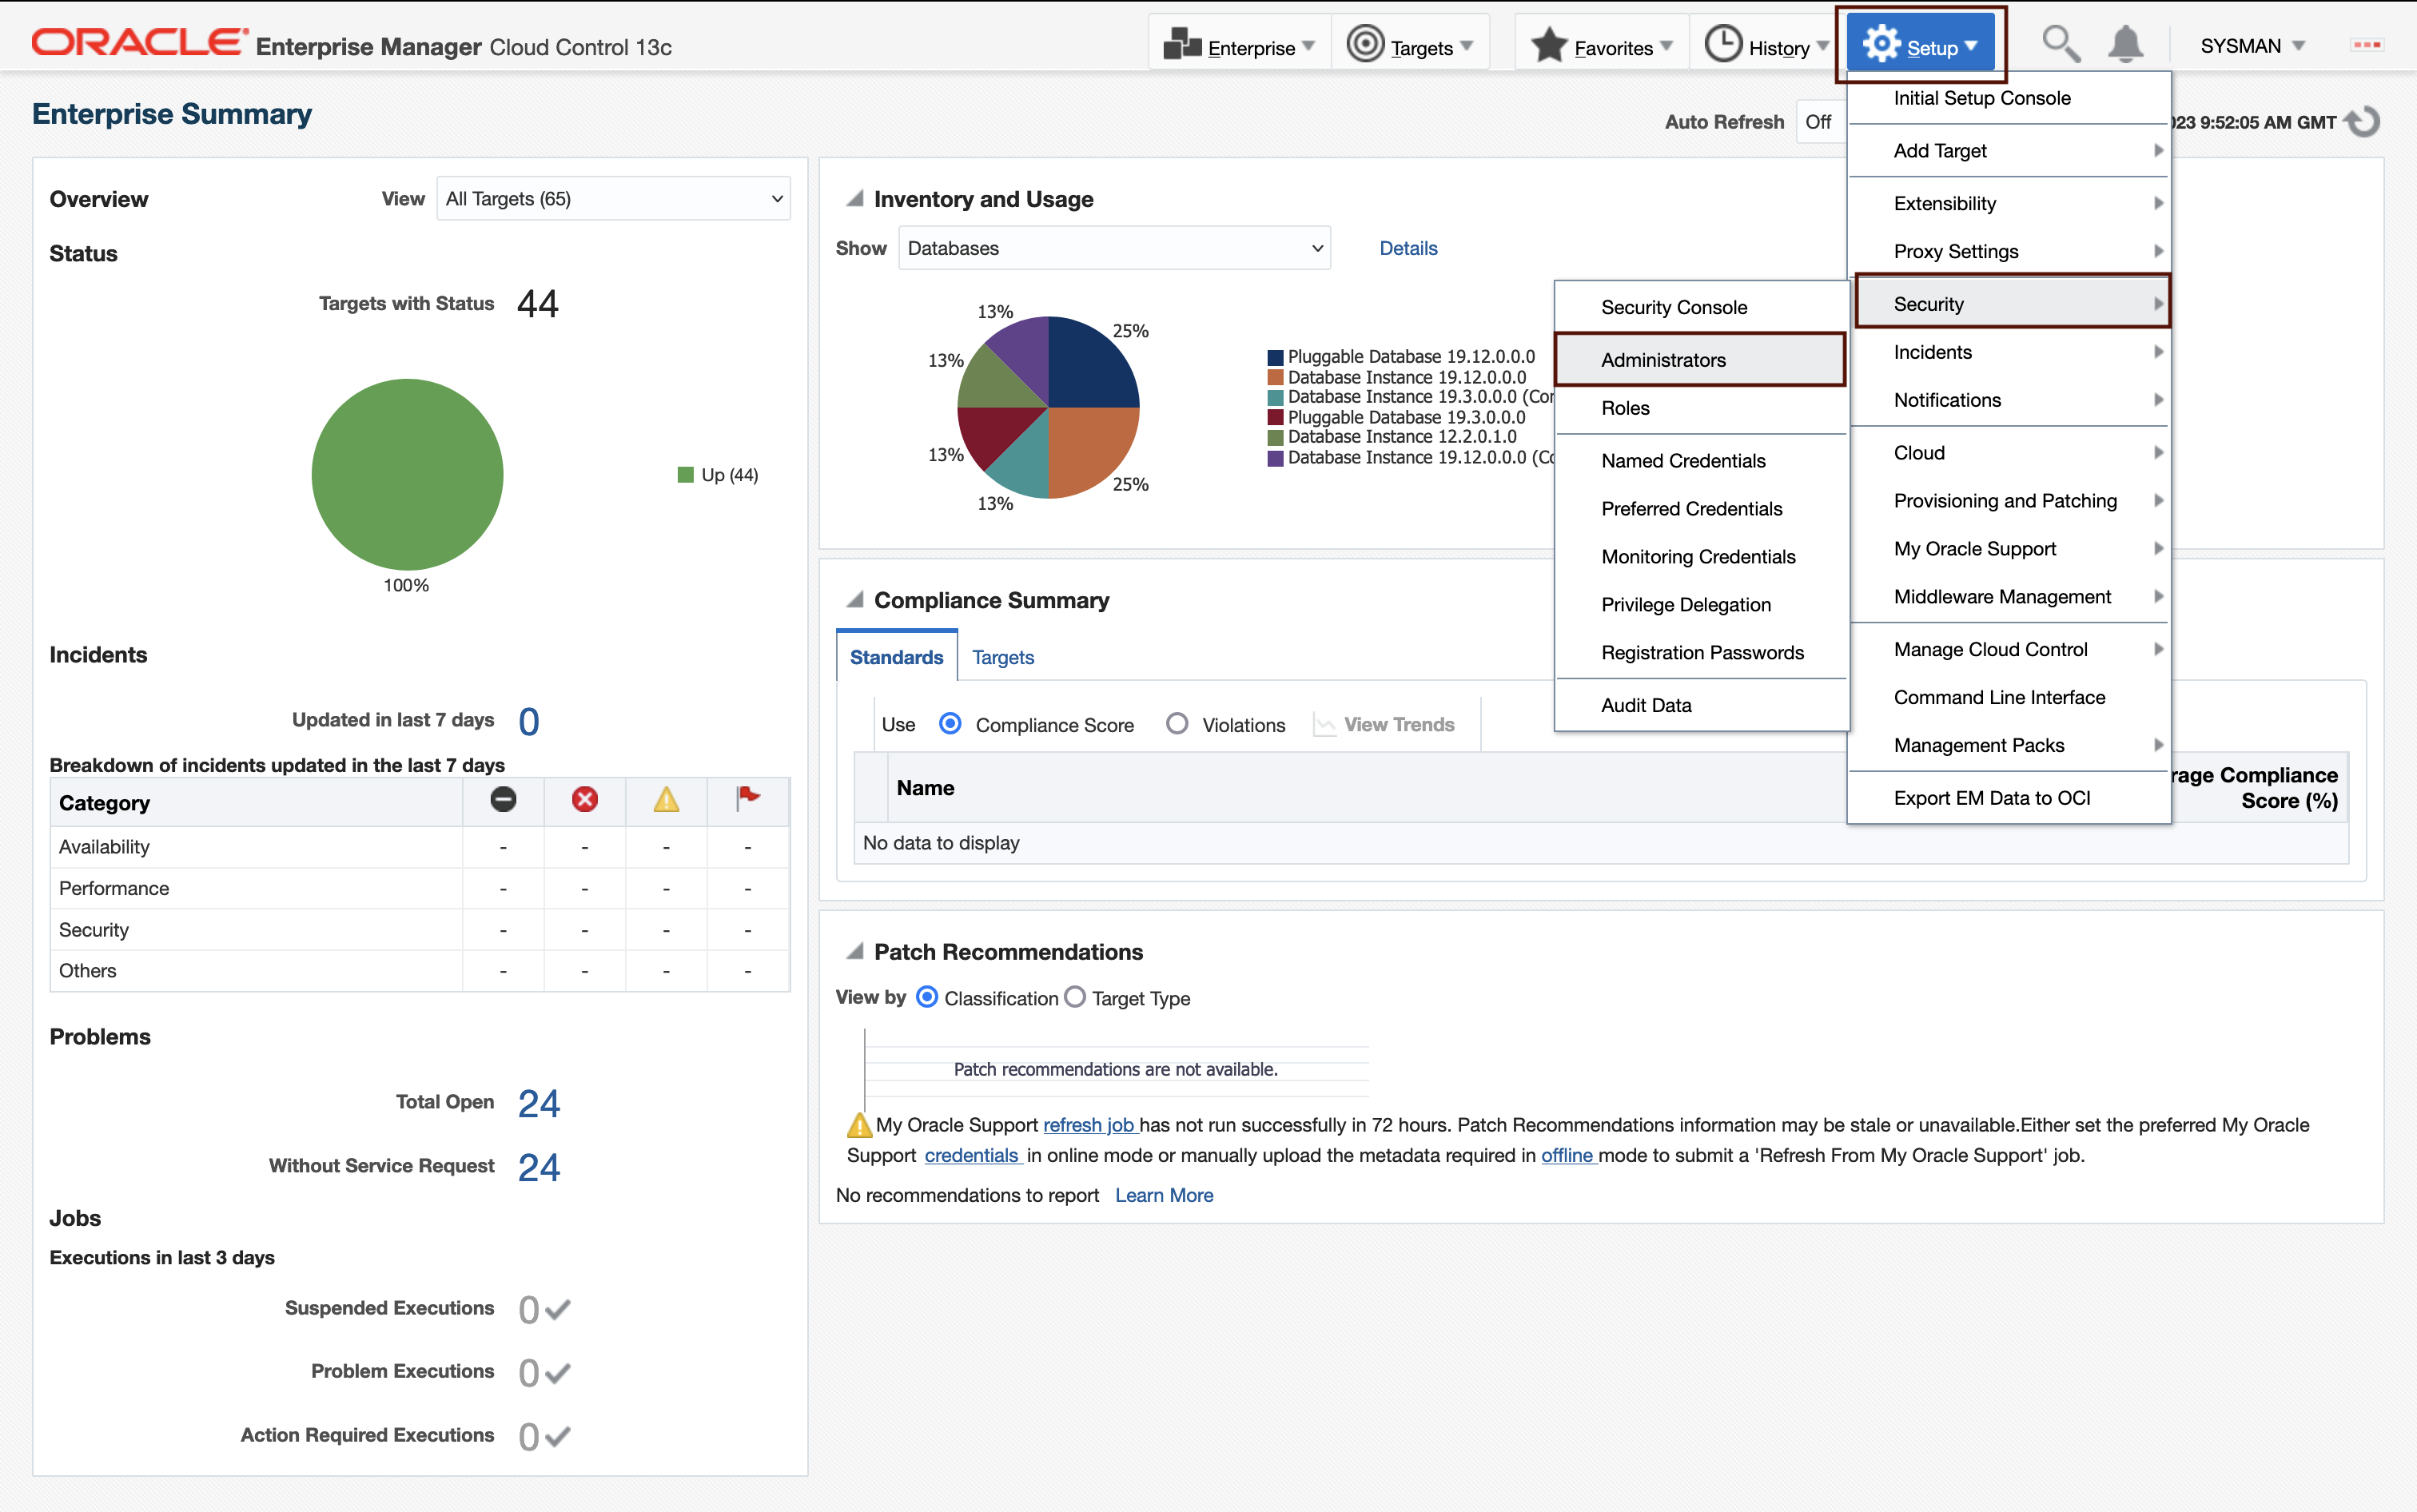 ORACLE Enterprise Manager Cloud Control 13c
Enterprise
Targets
Favorites
History
Setup
SYSMAN
Enterprise Summary
Auto Refresh Off
023 9:52:05 AM GMT
Overview
View All Targets (65)
Status
Targets with Status 44
Up (44)
100%
Incidents
Updated in last 7 days 0
Breakdown of incidents updated in the last 7 days
Category
Availability - - - -
Performance - - - -
Security - - - -
Others - - - -
Problems
Total Open 24
Without Service Request 24
Jobs
Executions in last 3 days
Suspended Executions 0
Problem Executions 0
Action Required Executions 0
Inventory and Usage
Show Databases Details
13%
25%
13%
13%
25%
13%
Pluggable Database 19.12.0.0.0
Database Instance 19.12.0.0.0
Database Instance 19.3.0.0.0 (Cor
Pluggable Database 19.3.0.0.0
Database Instance 12.2.0.1.0
Database Instance 19.12.0.0.0 (Co
Compliance Summary
Standards Targets
Use Compliance Score Violations View Trends
Name
rage Compliance
Score (%)
No data to display
Patch Recommendations
View by Classification Target Type
Patch recommendations are not available.
My Oracle Support refresh job has not run successfully in 72 hours. Patch Recommendations information may be stale or unavailable.Either set the preferred My Oracle
Support credentials in online mode or manually upload the metadata required in offline mode to submit a 'Refresh From My Oracle Support' job.
No recommendations to report Learn More
Initial Setup Console
Add Target
Extensibility
Proxy Settings
Security
Incidents
Notifications
Cloud
Provisioning and Patching
My Oracle Support
Middleware Management
Manage Cloud Control
Command Line Interface
Management Packs
Export EM Data to OCI
Security Console
Administrators
Roles
Named Credentials
Preferred Credentials
Monitoring Credentials
Privilege Delegation
Registration Passwords
Audit Data